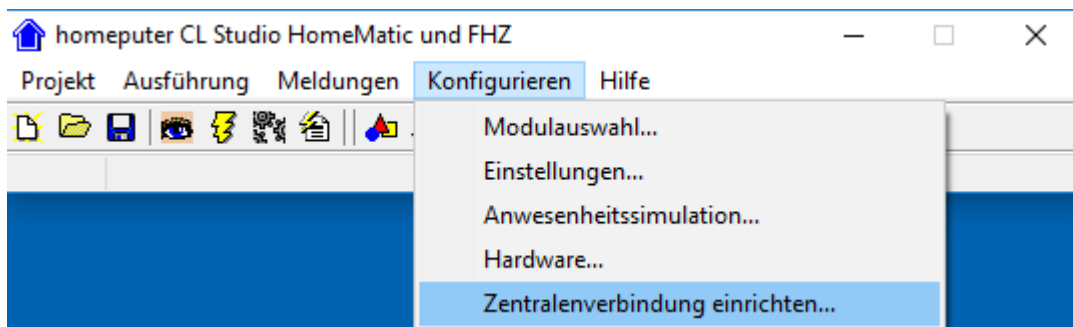 homeputer CL Studio HomeMatic und FHZ
Projekt Ausführung Meldungen Konfigurieren Hilfe
Modulauswahl...
Einstellungen...
Anwesenheitssimulation...
Hardware...
Zentralenverbindung einrichten...